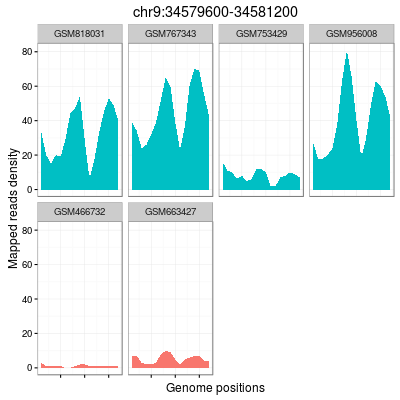 chr9:34579600-34581200
GSM818031 GSM767343 GSM753429 GSM956008
80
60
40
20
0
GSM466732 GSM663427
80
60
40
20
0
Mapped reads density
Genome positions